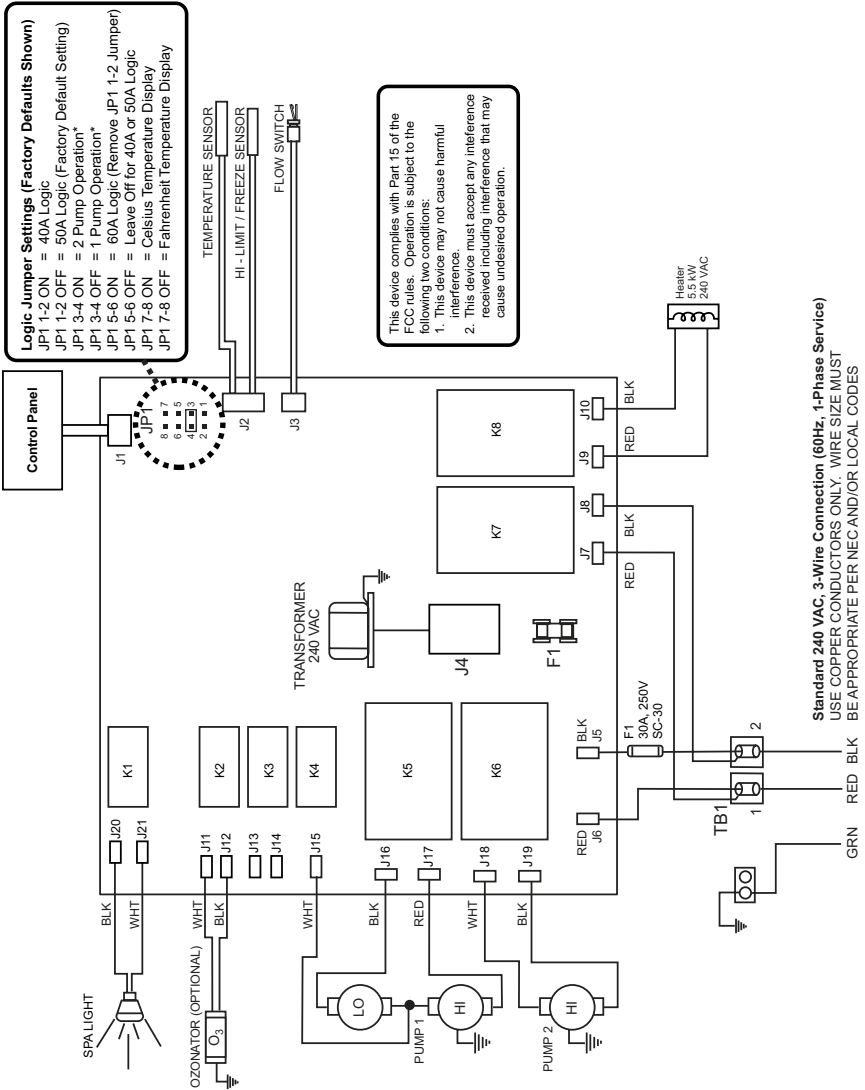 Control Panel
Logic Jumper Settings (Factory Defaults Shown)
JP1 1-2 ON = 40A Logic
JP1 1-2 OFF = 50A Logic (Factory Default Setting)
JP1 3-4 ON = 2 Pump Operation*
JP1 3-4 OFF = 1 Pump Operation*
JP1 5-6 ON = 60A Logic (Remove JP1 1-2 Jumper)
JP1 5-6 OFF = Leave Off for 40A or 50A Logic
JP1 7-8 ON = Celsius Temperature Display
JP1 7-8 OFF = Fahrenheit Temperature Display
J1
JP1
8 7
6 5
4 3
2 1
TEMPERATURE SENSOR
HI - LIMIT / FREEZE SENSOR
FLOW SWITCH
J2
J3
This device complies with Part 15 of the
FCC rules. Operation is subject to the
following two conditions:
1. This device may not cause harmful
interference.
2. This device must accept any interference
received including interference that may
cause undesired operation.
SPA LIGHT
BLK
WHT
J20
J21
K1
OZONATOR (OPTIONAL)
O3
WHT
BLK
J11
J12
K2
J13
J14
K3
WHT
J15
K4
TRANSFORMER
240 VAC
J4
F1
LO
PUMP 1
HI
BLK
RED
J16
J17
K5
PUMP 2
HI
WHT
BLK
J18
J19
K6
K7
K8
RED
J6
BLK
J5
F1
30A, 250V
SC-30
J7
J8
J9
J10
RED
BLK
RED
BLK
Heater
5.5 kW
240 VAC
TB1
1
2
GRN
RED
BLK
Standard 240 VAC, 3-Wire Connection (60Hz, 1-Phase Service)
USE COPPER CONDUCTORS ONLY. WIRE SIZE MUST
BE APPROPRIATE PER NEC AND/OR LOCAL CODES